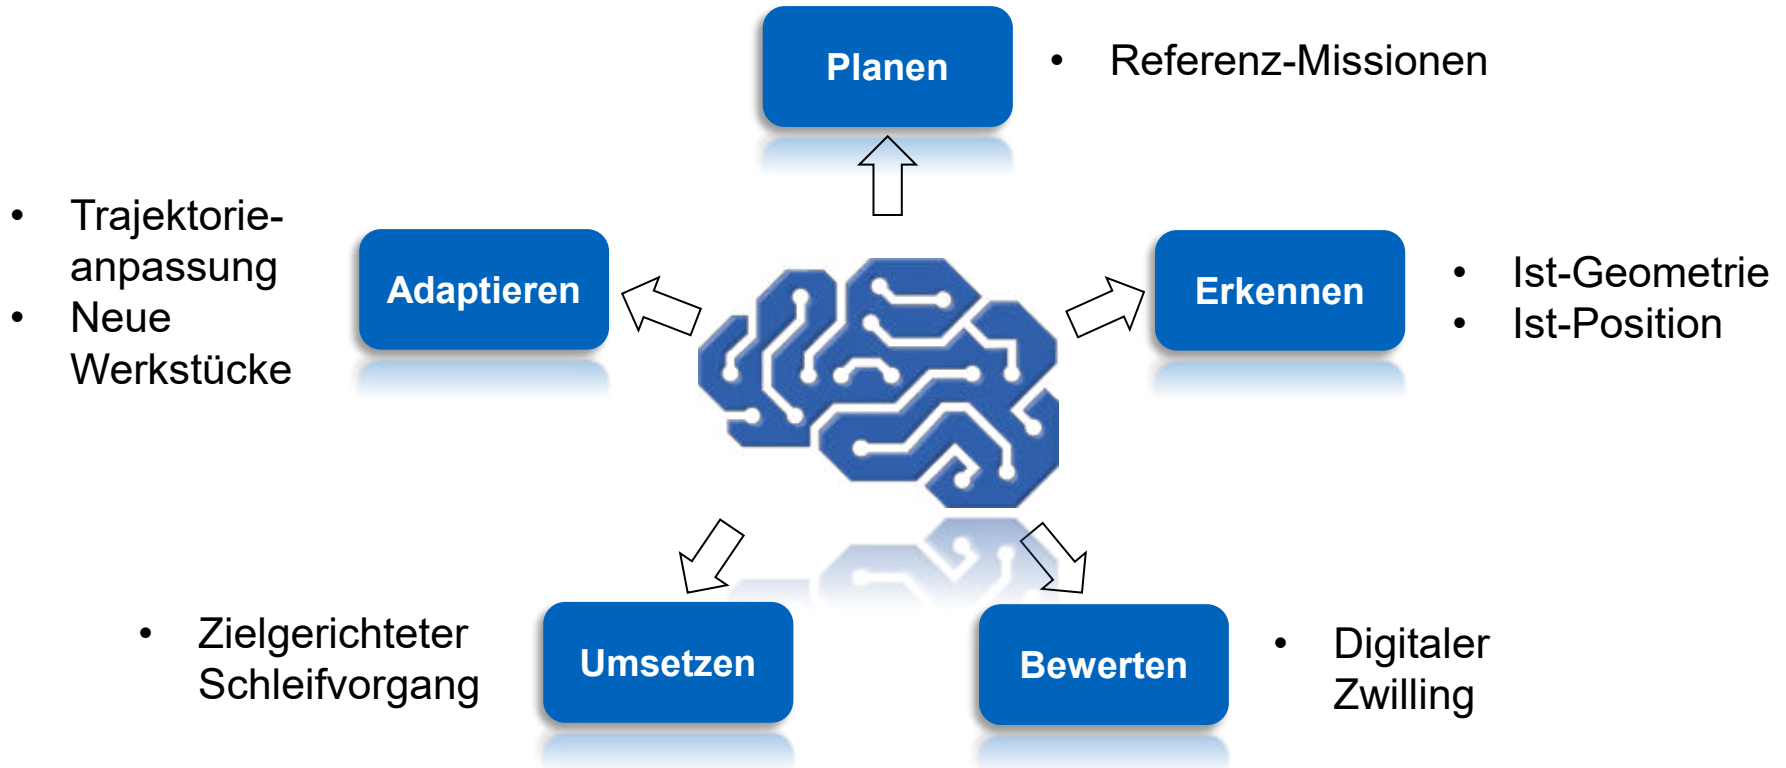 Planen
• Referenz-Missionen
• Trajektorie-
anpassung
• Neue
Werkstücke
Adaptieren
Erkennen
• Ist-Geometrie
• Ist-Position
• Zielgerichteter
Schleifvorgang
Umsetzen
Bewerten
• Digitaler
Zwilling